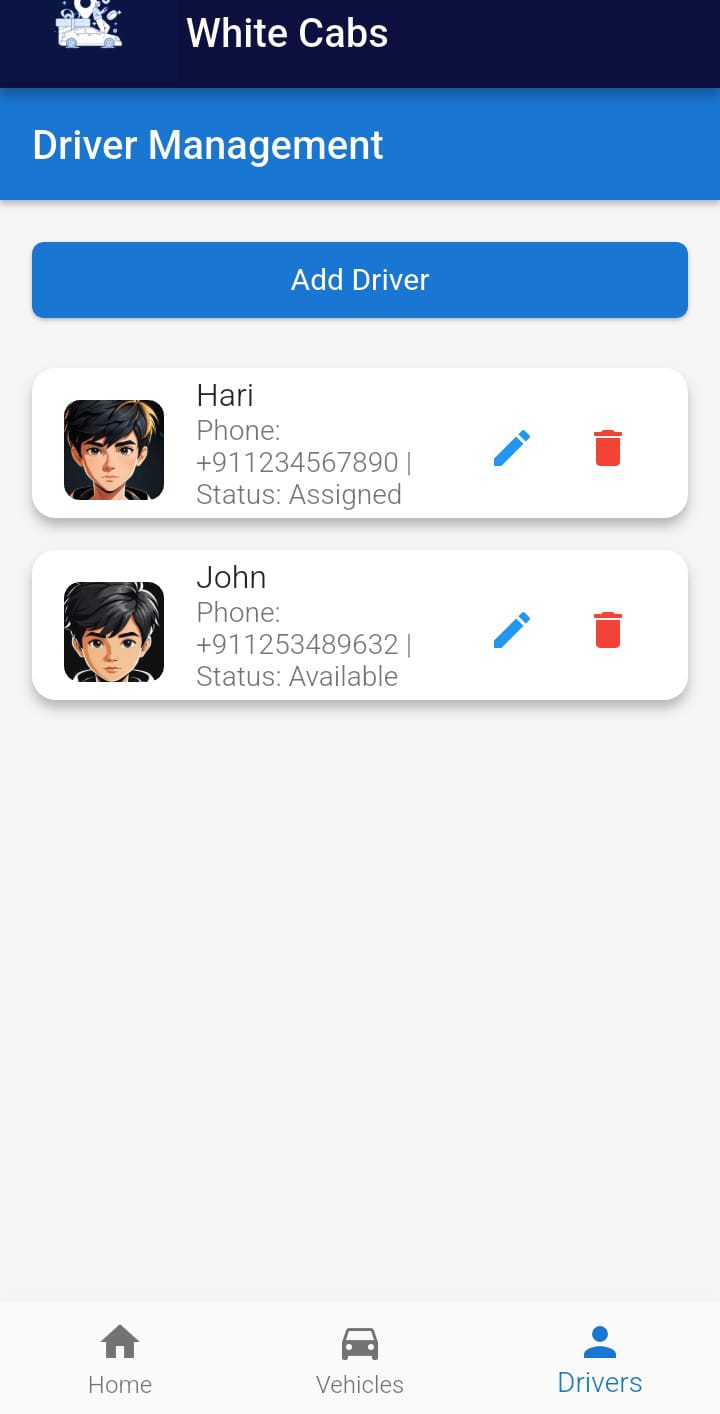 White Cabs
Driver Management
Add Driver
Hari
Phone:
+911234567890 |
Status: Assigned
John
Phone:
+911253489632 |
Status: Available
Home
Vehicles
Drivers